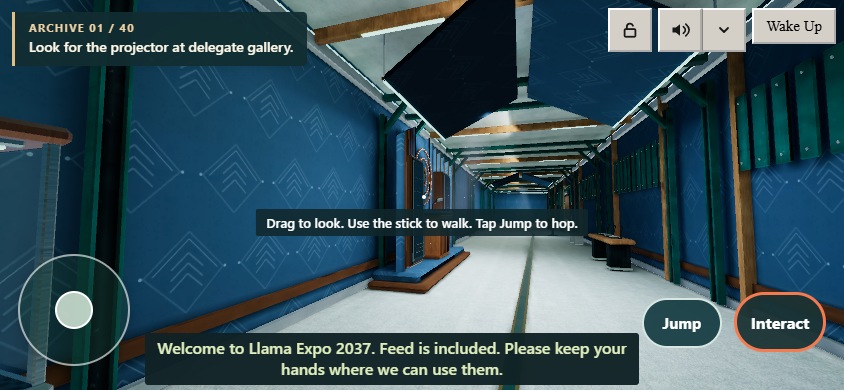 ARCHIVE 01 / 40
Look for the projector at delegate gallery.
Wake Up
Drag to look. Use the stick to walk. Tap Jump to hop.
Jump
Interact
Welcome to Llama Expo 2037. Feed is included. Please keep your
hands where we can use them.